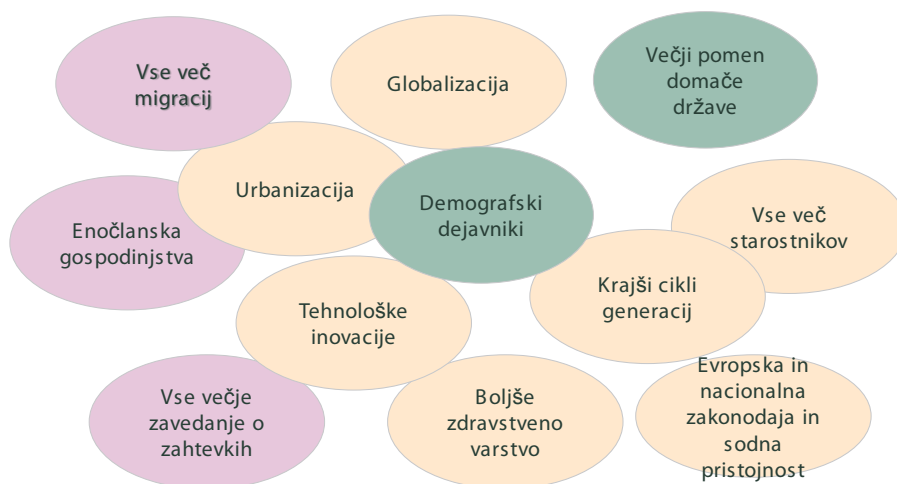 Vse več
migracij
Globalizacija
Večji pomen
domače
države
Urbanizacija
Demografski
dejavniki
Vse več
starostnikov
Enočlanska
gospodinjstva
Krajši cikli
generacij
Tehnološke
inovacije
Vse večje
zavedanje o
zahtevkih
Boljše
zdravstveno
varstvo
Evropska in
nacionalna
zakonodaja in
sodna
pristojnost